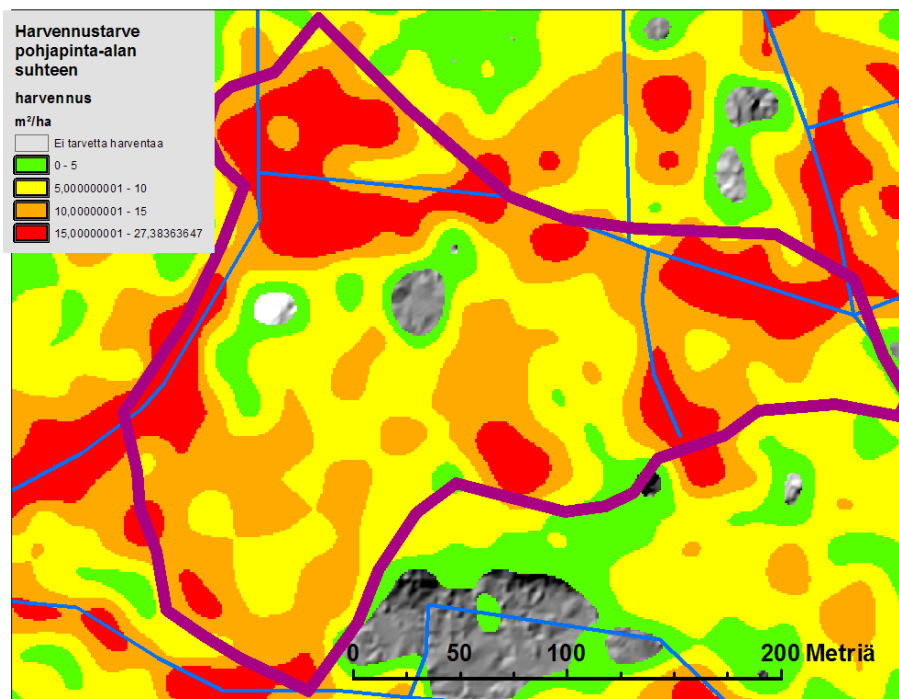 Harvennustarve
pohjapinta-alan
suhteen
harvennus
m²/ha
Ei tarvetta harventaa
0 - 5
5,00000001 - 10
10,00000001 - 15
15,00000001 - 27,38363647
0 50 100 200 Metriä